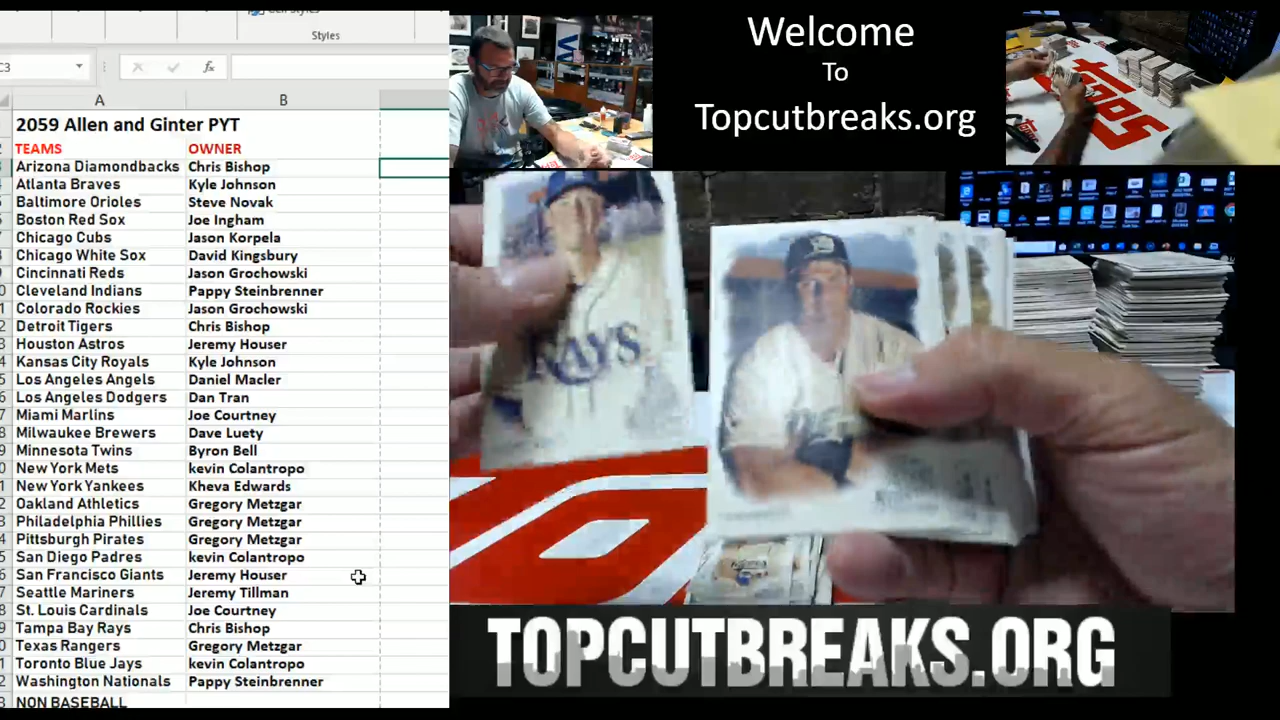 Styles
C3
fx
A B
2059 Allen and Ginter PYT
TEAMS OWNER
Arizona Diamondbacks Chris Bishop
Atlanta Braves Kyle Johnson
Baltimore Orioles Steve Novak
Boston Red Sox Joe Ingham
Chicago Cubs Jason Korpela
Chicago White Sox David Kingsbury
Cincinnati Reds Jason Grochowski
Cleveland Indians Pappy Steinbrenner
Colorado Rockies Jason Grochowski
Detroit Tigers Chris Bishop
Houston Astros Jeremy Houser
Kansas City Royals Kyle Johnson
Los Angeles Angels Daniel Macler
Los Angeles Dodgers Dan Tran
Miami Marlins Joe Courtney
Milwaukee Brewers Dave Luety
Minnesota Twins Byron Bell
New York Mets kevin Colantropo
New York Yankees Kheva Edwards
Oakland Athletics Gregory Metzgar
Philadelphia Phillies Gregory Metzgar
Pittsburgh Pirates Gregory Metzgar
San Diego Padres kevin Colantropo
San Francisco Giants Jeremy Houser
Seattle Mariners Jeremy Tillman
St. Louis Cardinals Joe Courtney
Tampa Bay Rays Chris Bishop
Texas Rangers Gregory Metzgar
Toronto Blue Jays kevin Colantropo
Washington Nationals Pappy Steinbrenner
NON BASEBALL
Welcome
To
Topcutbreaks.org
topps
RAYS
TOPCUTBREAKS.ORG